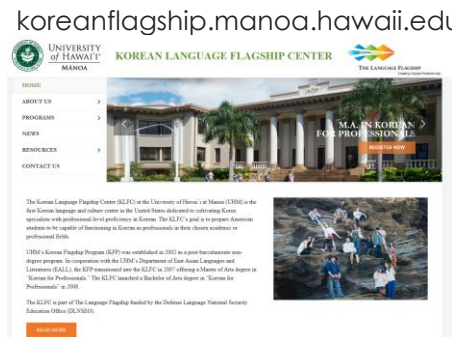 koreanflagship.manoa.hawaii.edu
UNIVERSITY
of HAWAI'I®
MĀNOA
KOREAN LANGUAGE FLAGSHIP CENTER
THE LANGUAGE FLAGSHIP
Creating Global Professionals
HOME
ABOUT US
PROGRAMS
NEWS
RESOURCES
CONTACT US
M.A. IN KOREAN
FOR PROFESSIONALS
REGISTER NOW
The Korean Language Flagship Center (KLFC) at the University of Hawai'i at Mānoa (UHM) is the
first Korean language and culture center in the United States dedicated to cultivating Korea
specialists with professional-level proficiency in Korean. The KLFC's goal is to prepare American
students to be capable of functioning in Korean as professionals in their chosen academic or
professional fields.
UHM's Korean Flagship Program (KFP) was established in 2002 as a post-baccalaureate non-
degree program. In cooperation with the UHM's Department of East Asian Languages and
Literatures (EALL), the KFP transitioned into the KLFC in 2007 offering a Master of Arts degree in
"Korean for Professionals." The KLFC launched a Bachelor of Arts degree in "Korean for
Professionals" in 2008.
The KLFC is part of The Language Flagship funded by the Defense Language National Security
Education Office (DLNSEO).
READ MORE